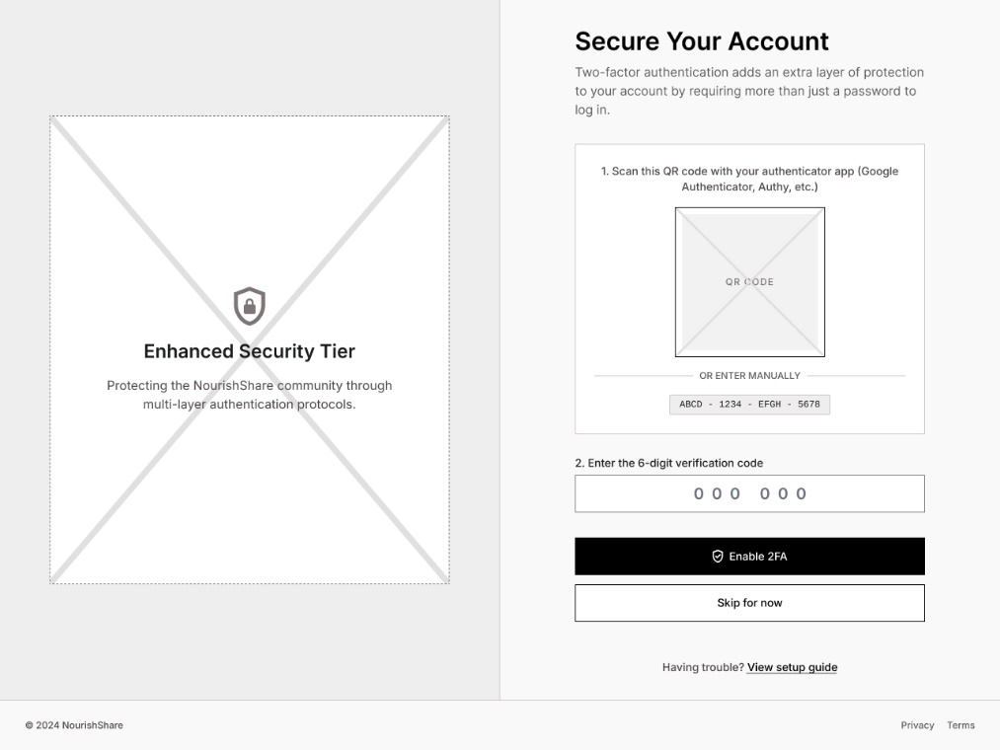 Enhanced Security Tier
Protecting the NourishShare community through
multi-layer authentication protocols.
Secure Your Account
Two-factor authentication adds an extra layer of protection
to your account by requiring more than just a password to
log in.
1. Scan this QR code with your authenticator app (Google
Authenticator, Authy, etc.)
QR CODE
OR ENTER MANUALLY
ABCD - 1234 - EFGH - 5678
2. Enter the 6-digit verification code
000 000
Enable 2FA
Skip for now
Having trouble? View setup guide
© 2024 NourishShare
Privacy Terms